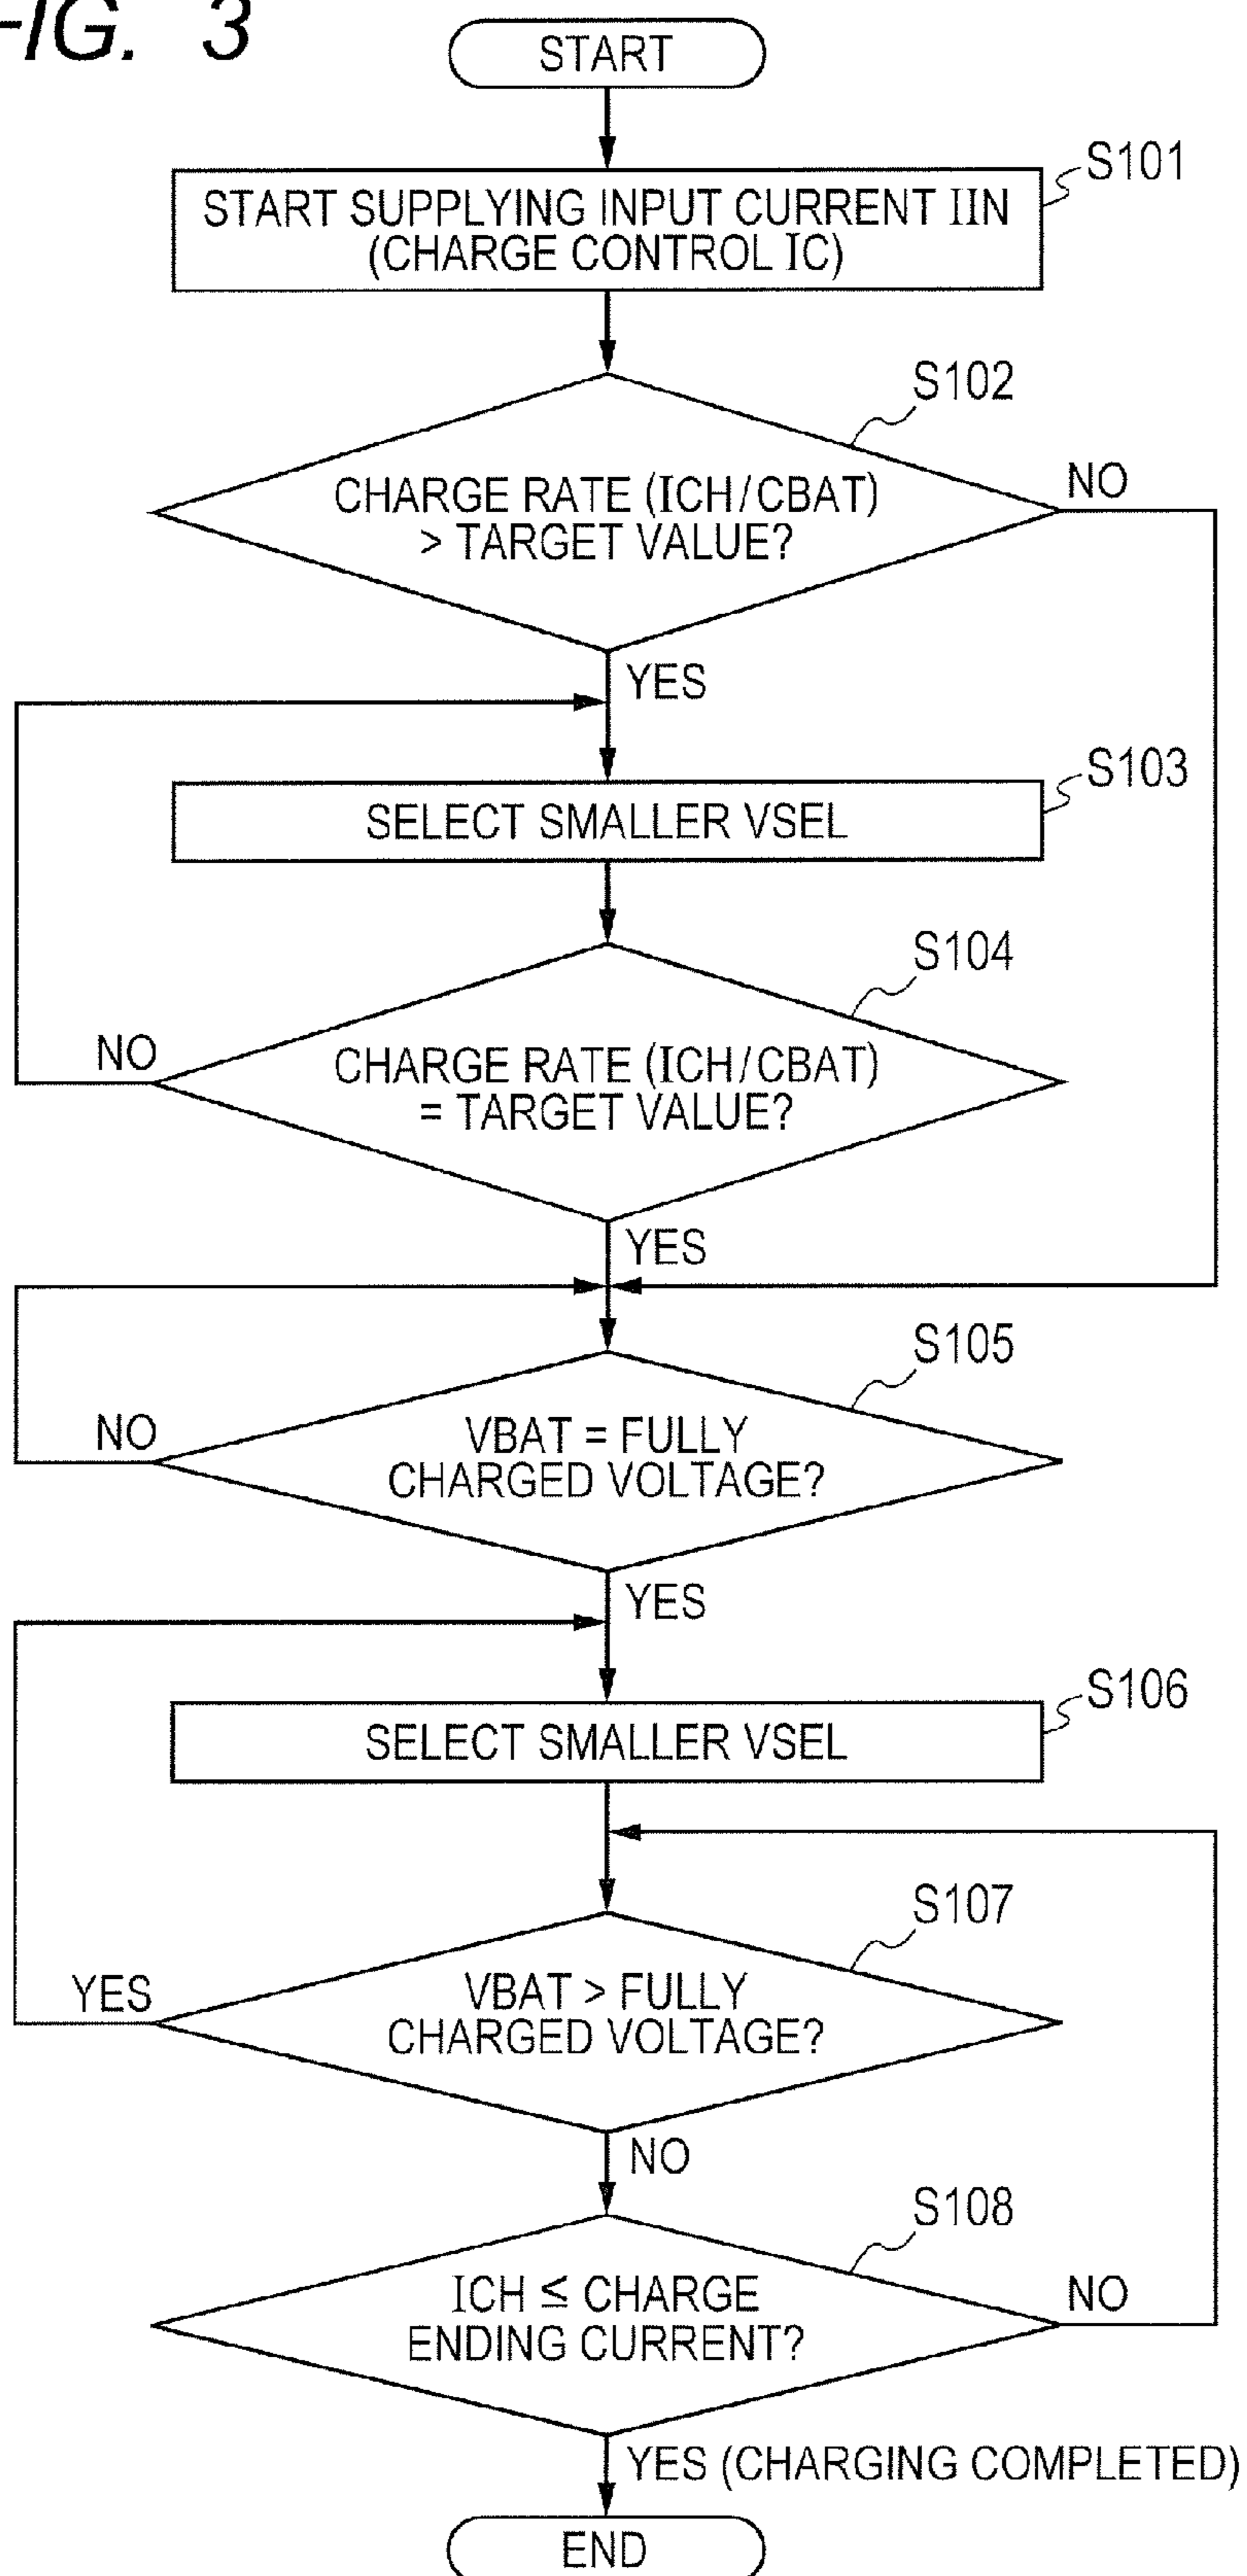 FIG. 3
START
S101
START SUPPLYING INPUT CURRENT IIN
(CHARGE CONTROL IC)
S102
CHARGE RATE (ICH/CBAT)
> TARGET VALUE?
NO
YES
S103
SELECT SMALLER VSEL
S104
CHARGE RATE (ICH/CBAT)
= TARGET VALUE?
NO
YES
S105
VBAT = FULLY
CHARGED VOLTAGE?
NO
YES
S106
SELECT SMALLER VSEL
S107
VBAT > FULLY
CHARGED VOLTAGE?
YES
NO
S108
ICH ≤ CHARGE
ENDING CURRENT?
NO
YES (CHARGING COMPLETED)
END